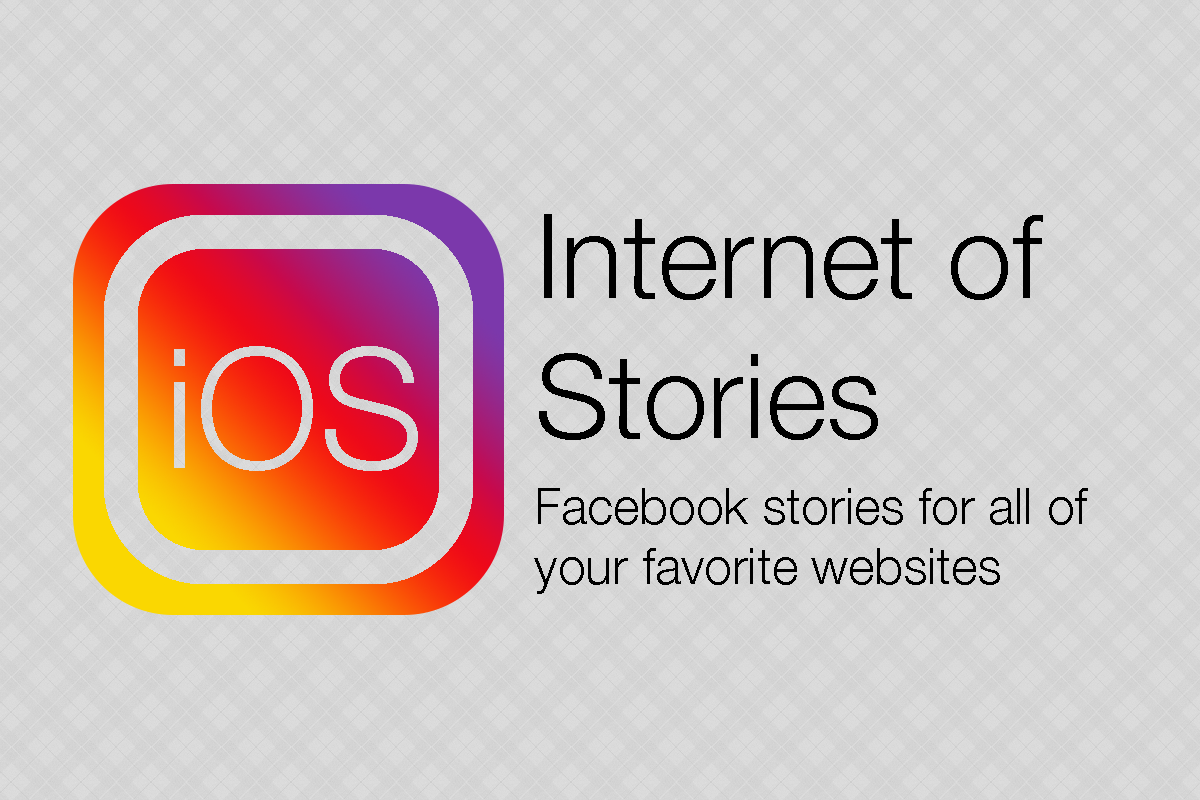 iOS
Internet of
Stories
Facebook stories for all of
your favorite websites